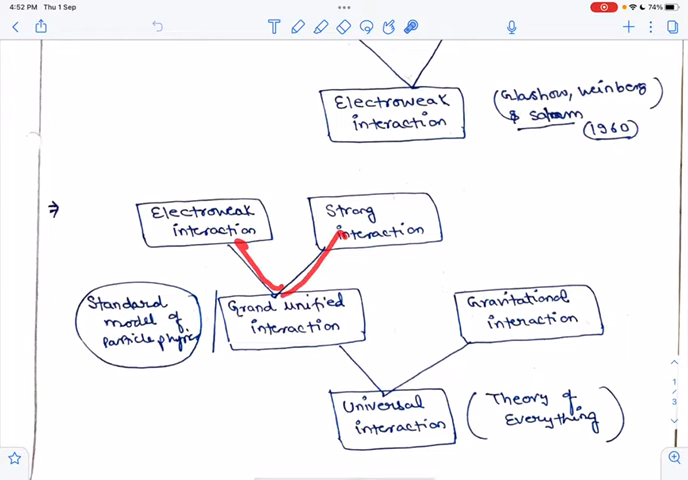 4:52 PM Thu 1 Sep
74%
Electroweak
interaction
(Glashow, Weinberg)
& Salam
(1960)
⇒
Electroweak
interaction
Strong
interaction
Standard
model of
Particle physics
Grand unified
interaction
Gravitational
interaction
Universal
interaction
(Theory of
Everything)
1
3